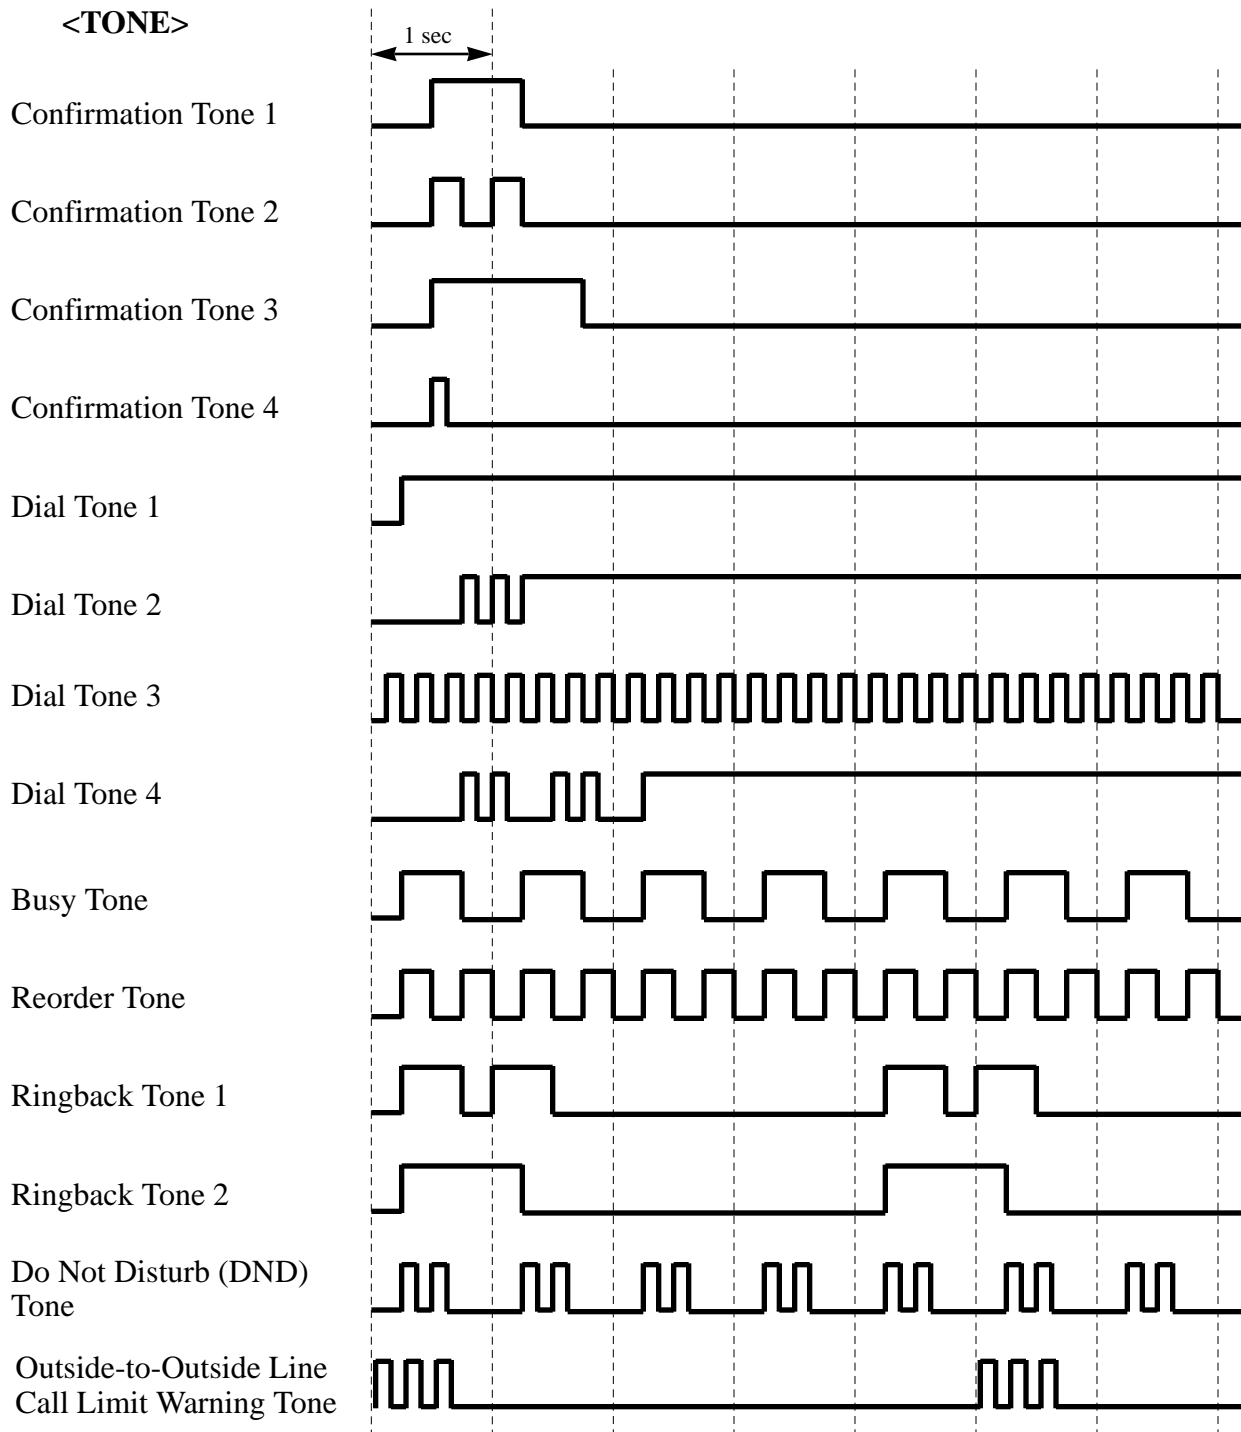 <TONE>
1 sec
Confirmation Tone 1
Confirmation Tone 2
Confirmation Tone 3
Confirmation Tone 4
Dial Tone 1
Dial Tone 2
Dial Tone 3
Dial Tone 4
Busy Tone
Reorder Tone
Ringback Tone 1
Ringback Tone 2
Do Not Disturb (DND)
Tone
Outside-to-Outside Line
Call Limit Warning Tone